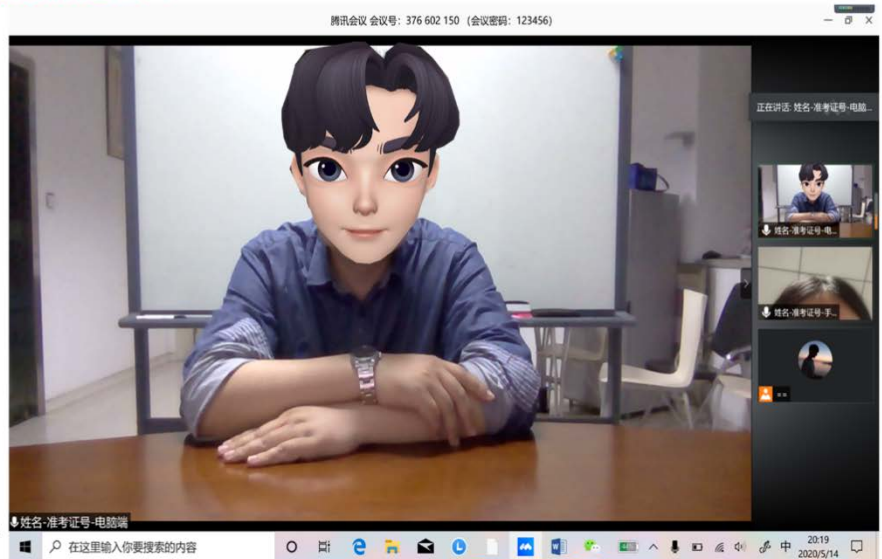 腾讯会议 会议号：376 602 150 （会议密码：123456）
正在讲话: 姓名-准考证号-电脑...
姓名-准考证号-电...
姓名-准考证号-手...
姓名-准考证号-电脑端
在这里输入你要搜索的内容
中
20:19
2020/5/14